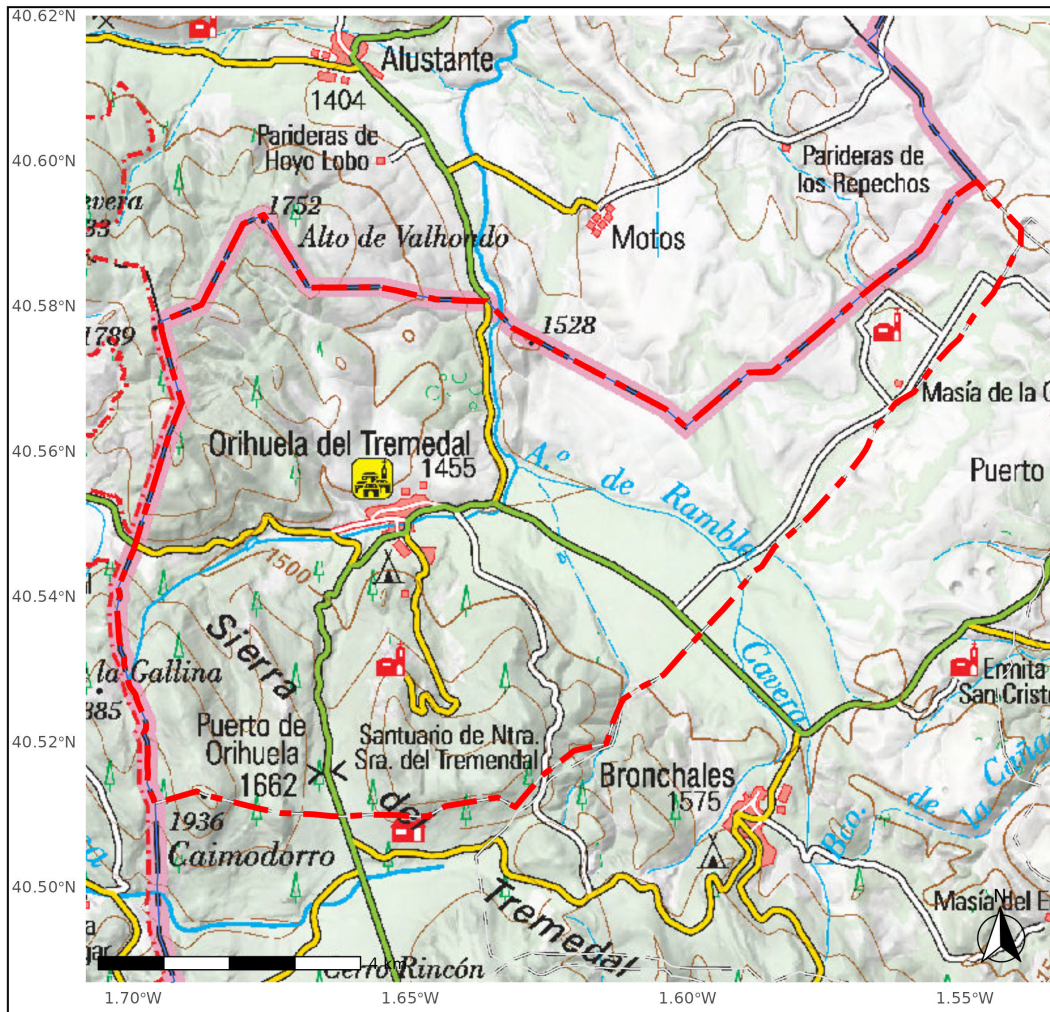 40.62°N
Alustante
1404
Parideras de
Hoyo Lobo
40.60°N
Parideras de
los Repechos
evera
1752
Alto de Valhondo
Motos
40.58°N
1789
1528
Masía de la C
40.56°N
Orihuela del Tremedal
1455
A.º de Rambla
Puerto
1500
40.54°N
Sierra
la Gallina
885
Cavera
Ermita
San Cristo
Puerto de
Orihuela
1662
Santuario de Ntra.
Sra. del Tremendal
40.52°N
Bronchales
1575
del
Bco. de la Caña
1936
Caimodorro
40.50°N
Tremedal
Masía del E
N
Cerro Rincón
4 km
1.70°W
1.65°W
1.60°W
1.55°W